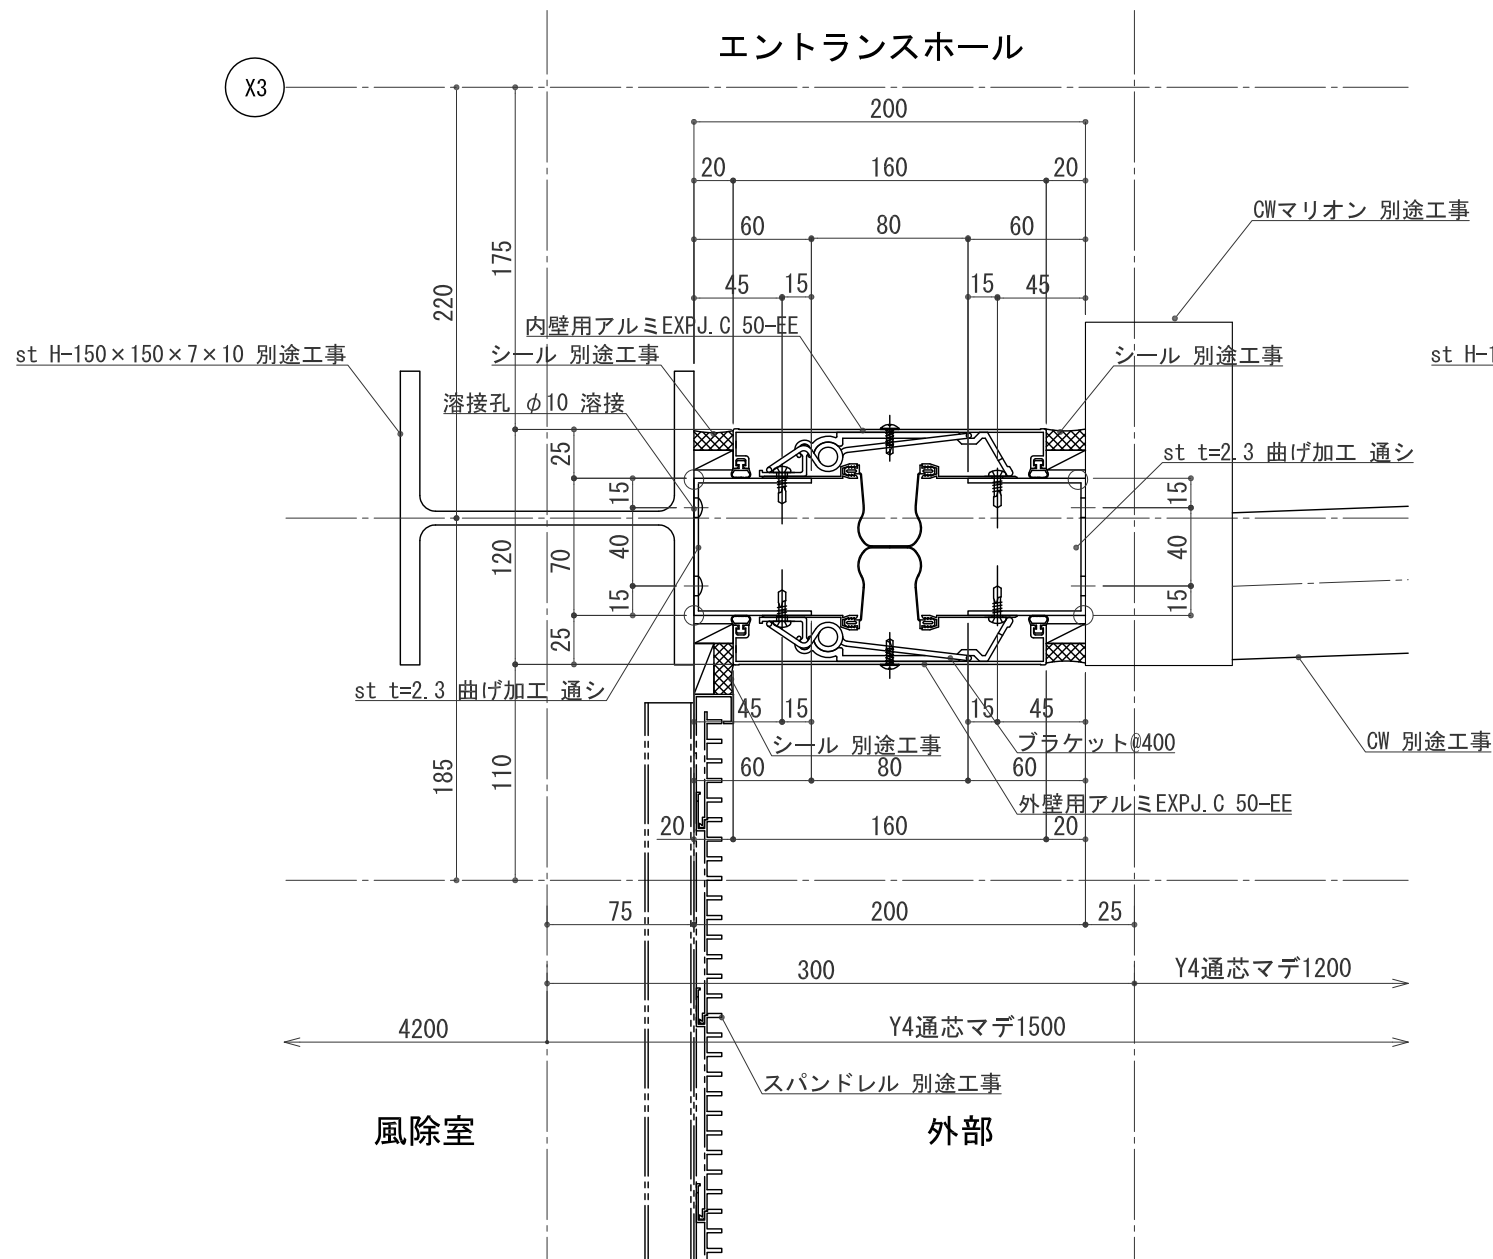 エントランスホール
X3
200
20
160
20
CWマリオン 別途工事
60
80
60
175
45
15
15
45
220
内壁用アルミEXPJ.C 50-EE
st H-150×150×7×10 別途工事
シール 別途工事
シール 別途工事
st H-1
溶接孔 φ10 溶接
25
st t=2.3 曲げ加工 通シ
15
15
120
70
40
40
15
15
25
st t=2.3 曲げ加工 通シ
45
15
15
45
シール 別途工事
ブラケット@400
CW 別途工事
185
110
60
80
60
外壁用アルミEXPJ.C 50-EE
20
160
20
75
200
25
300
Y4通芯マデ1200
4200
Y4通芯マデ1500
スパンドレル 別途工事
風除室
外部